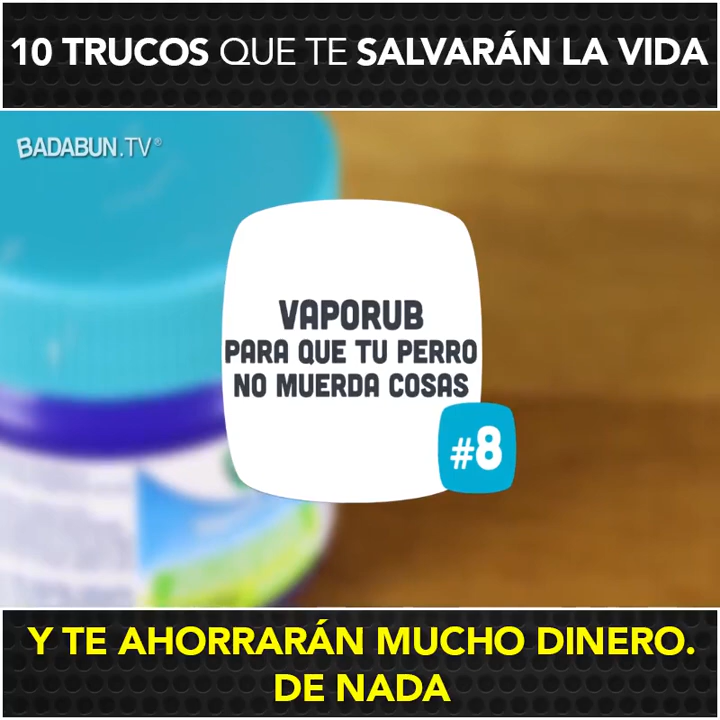 10 TRUCOS QUE TE SALVARÁN LA VIDA
BADABUN.TV®
VAPORUB
PARA QUE TU PERRO
NO MUERDA COSAS
#8
Y TE AHORRARÁN MUCHO DINERO.
DE NADA